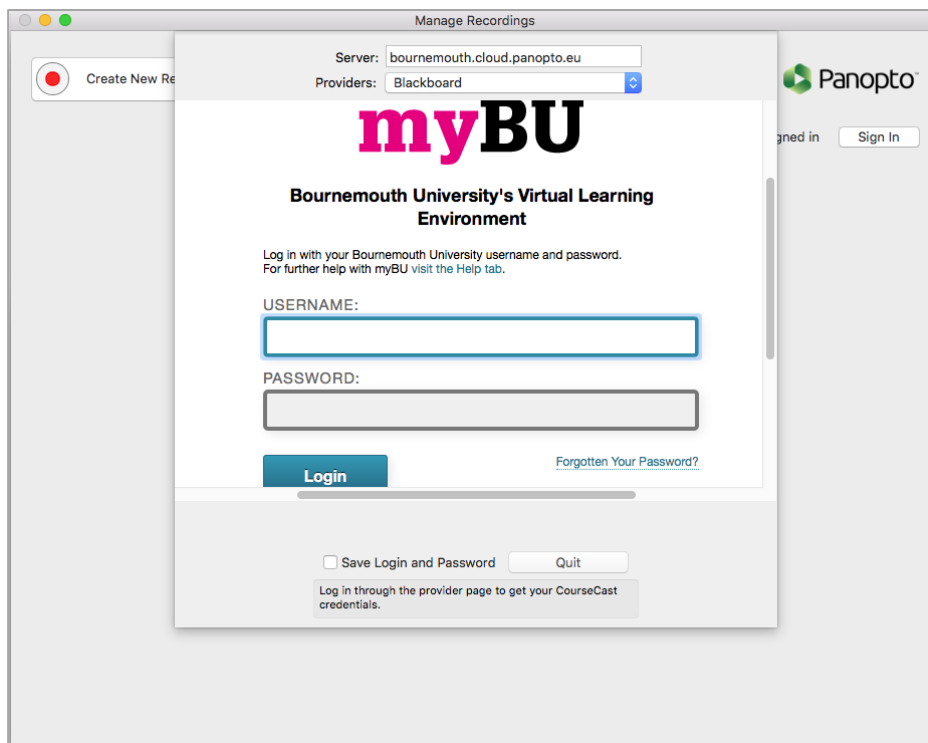 Manage Recordings
Server: bournemouth.cloud.panopto.eu
Providers: Blackboard
Create New Re
Panopto
gned in
Sign In
myBU
Bournemouth University's Virtual Learning
Environment
Log in with your Bournemouth University username and password.
For further help with myBU visit the Help tab.
USERNAME:
PASSWORD:
Login
Forgotten Your Password?
Save Login and Password
Quit
Log in through the provider page to get your CourseCast
credentials.